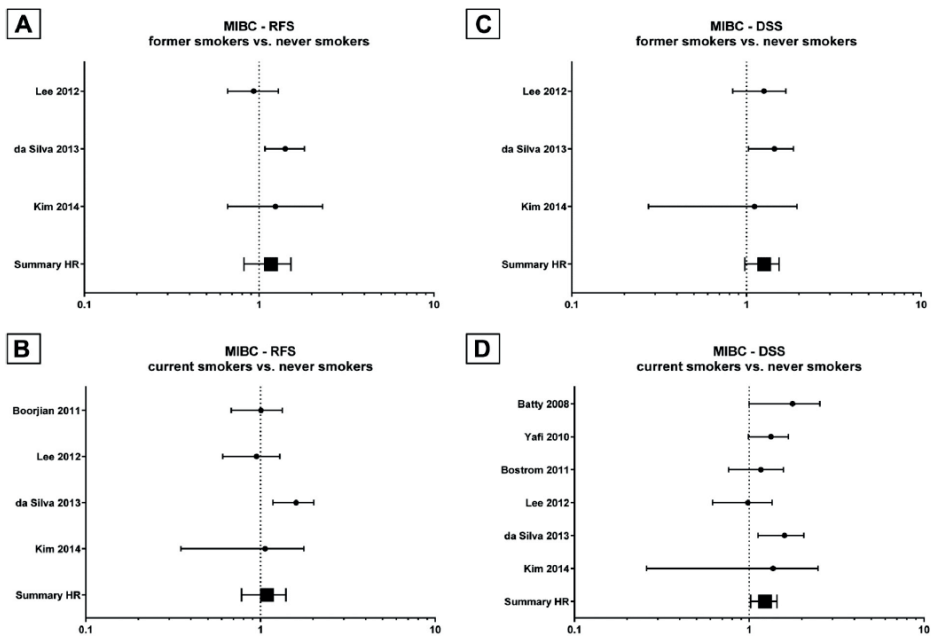 A
MIBC - RFS
former smokers vs. never smokers
Lee 2012
da Silva 2013
Kim 2014
Summary HR
0.1 1 10
B
MIBC - RFS
current smokers vs. never smokers
Boorjian 2011
Lee 2012
da Silva 2013
Kim 2014
Summary HR
0.1 1 10
C
MIBC - DSS
former smokers vs. never smokers
Lee 2012
da Silva 2013
Kim 2014
Summary HR
0.1 1 10
D
MIBC - DSS
current smokers vs. never smokers
Batty 2008
Yafi 2010
Bostrom 2011
Lee 2012
da Silva 2013
Kim 2014
Summary HR
0.1 1 10